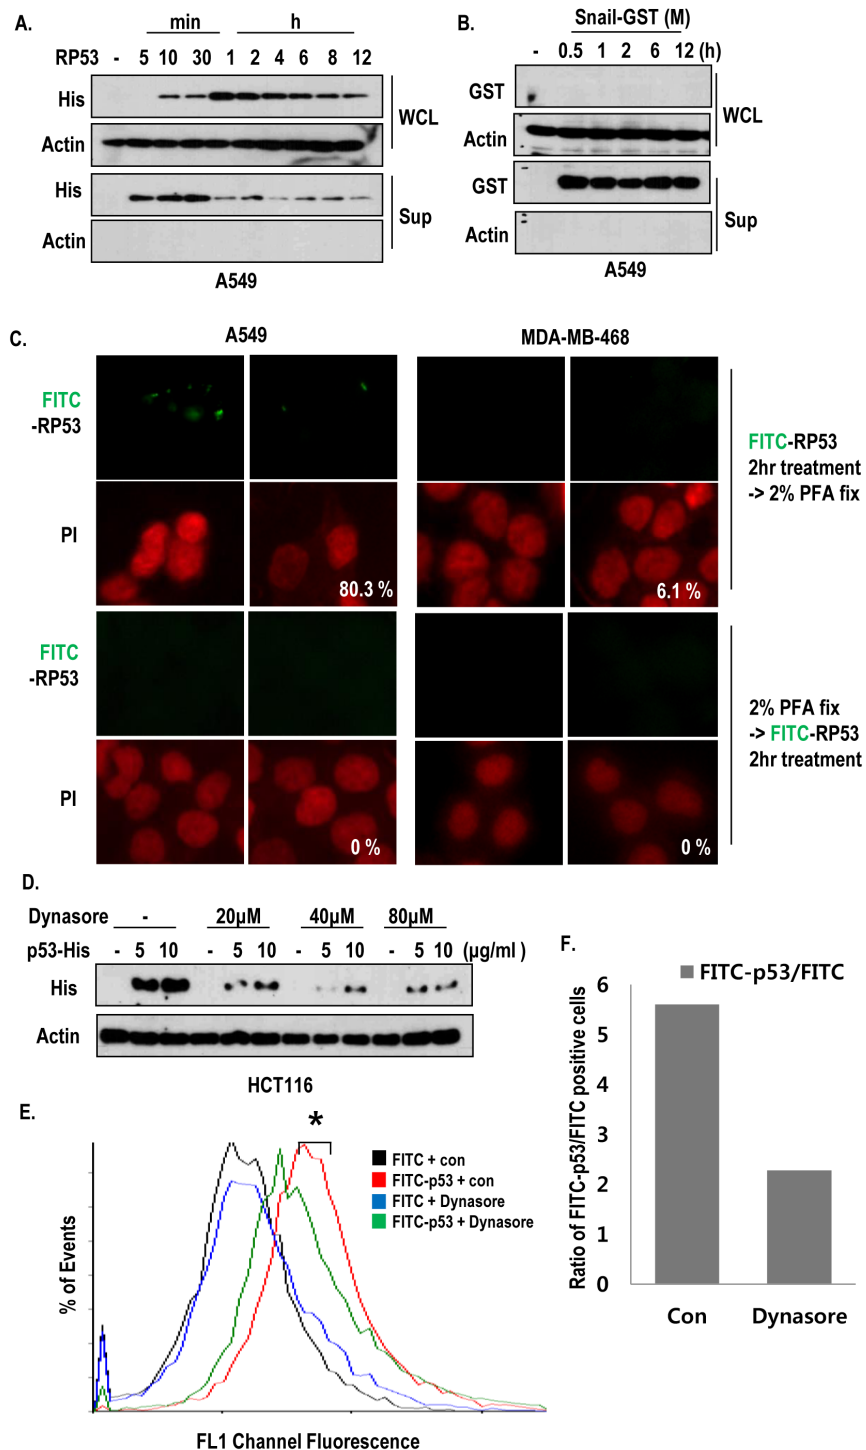 A.
min h
RP53 - 5 10 30 1 2 4 6 8 12
His
Actin
WCL
His
Actin
Sup
A549
B.
Snail-GST (M)
- 0.5 1 2 6 12 (h)
GST
Actin
WCL
GST
Actin
Sup
A549
C.
A549 MDA-MB-468
FITC
-RP53
PI
80.3 % 6.1 %
FITC-RP53
2hr treatment
-> 2% PFA fix
FITC
-RP53
PI
0 % 0 %
2% PFA fix
-> FITC-RP53
2hr treatment
D.
Dynasore - 20µM 40µM 80µM
p53-His - 5 10 - 5 10 - 5 10 - 5 10 (µg/ml )
His
Actin
HCT116
E.
*
FITC + con
FITC-p53 + con
FITC + Dynasore
FITC-p53 + Dynasore
% of Events
FL1 Channel Fluorescence
F.
FITC-p53/FITC
Ratio of FITC-p53/FITC positive cells
6
5
4
3
2
1
0
Con Dynasore